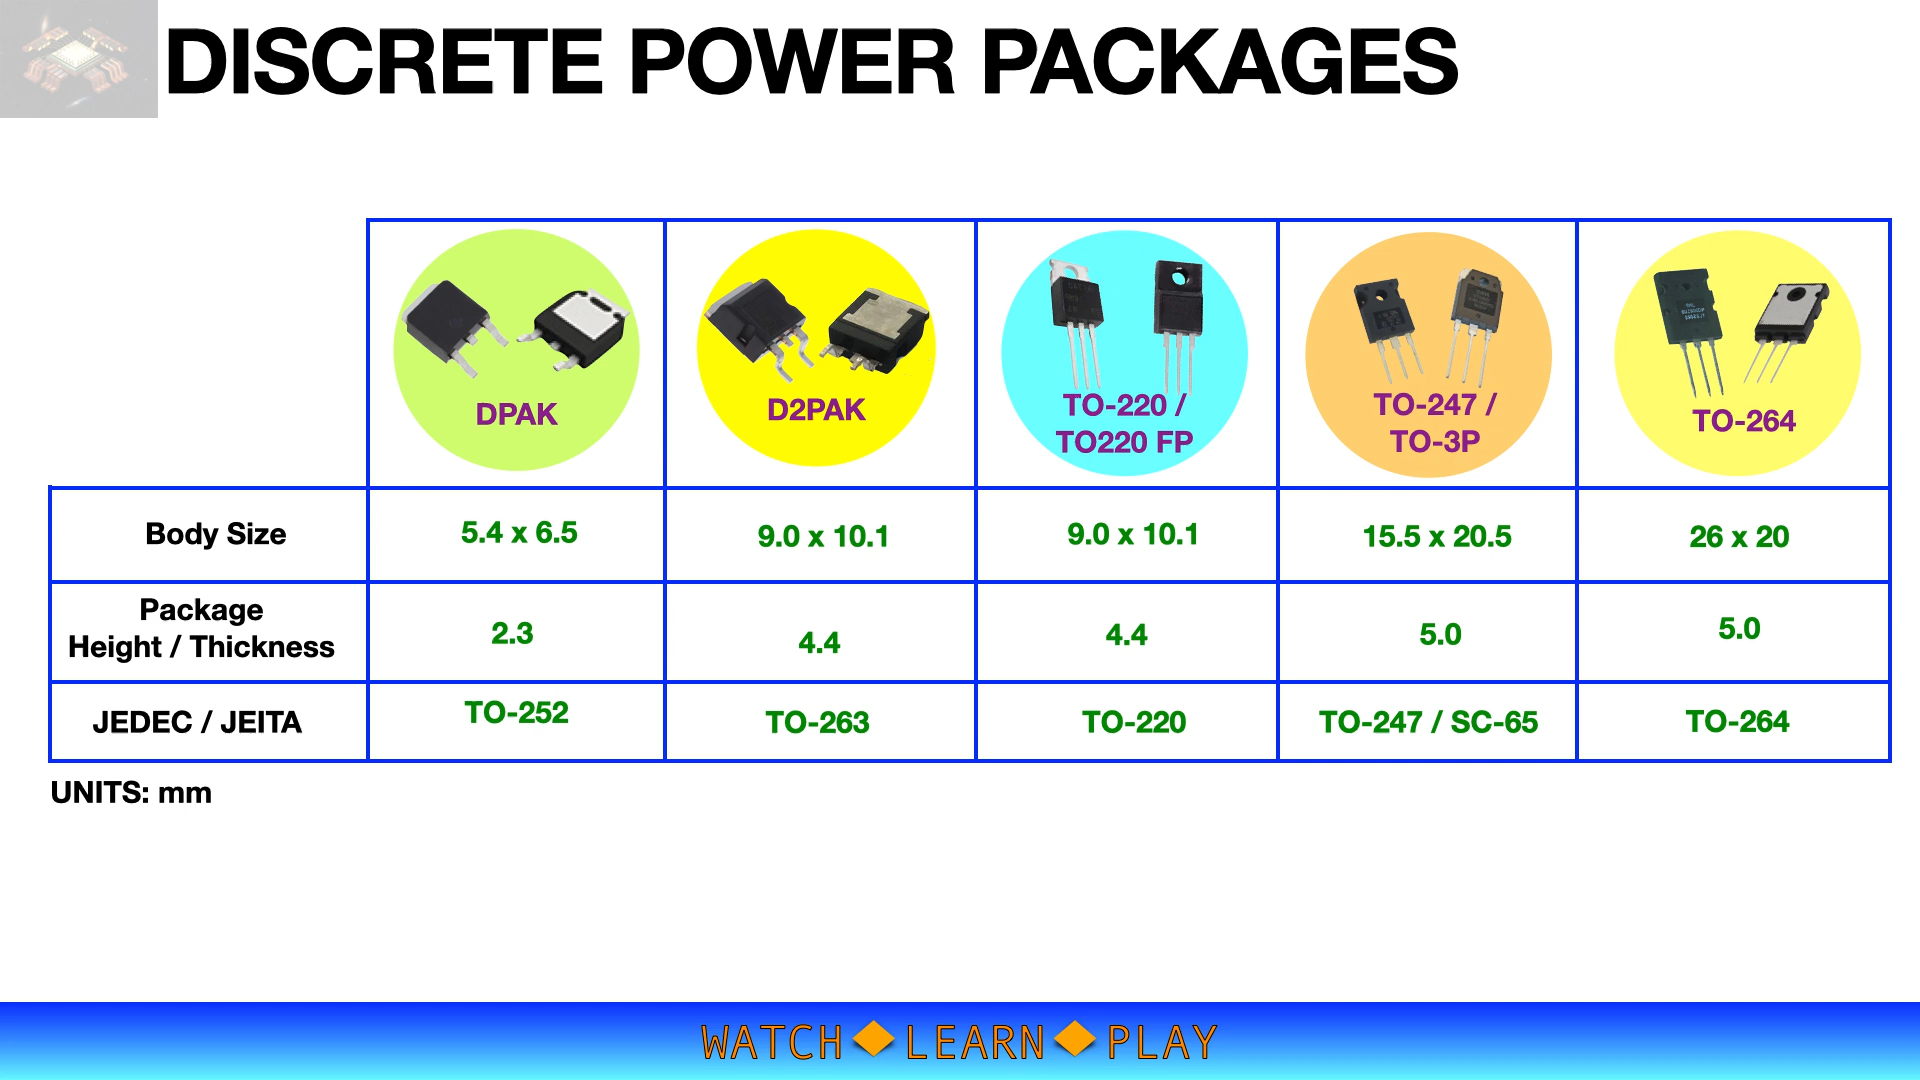 DISCRETE POWER PACKAGES
DPAK
D2PAK
TO-220 /
TO220 FP
TO-247 /
TO-3P
TO-264
Body Size
5.4 x 6.5
9.0 x 10.1
9.0 x 10.1
15.5 x 20.5
26 x 20
Package
Height / Thickness
2.3
4.4
4.4
5.0
5.0
JEDEC / JEITA
TO-252
TO-263
TO-220
TO-247 / SC-65
TO-264
UNITS: mm
WATCH LEARN PLAY